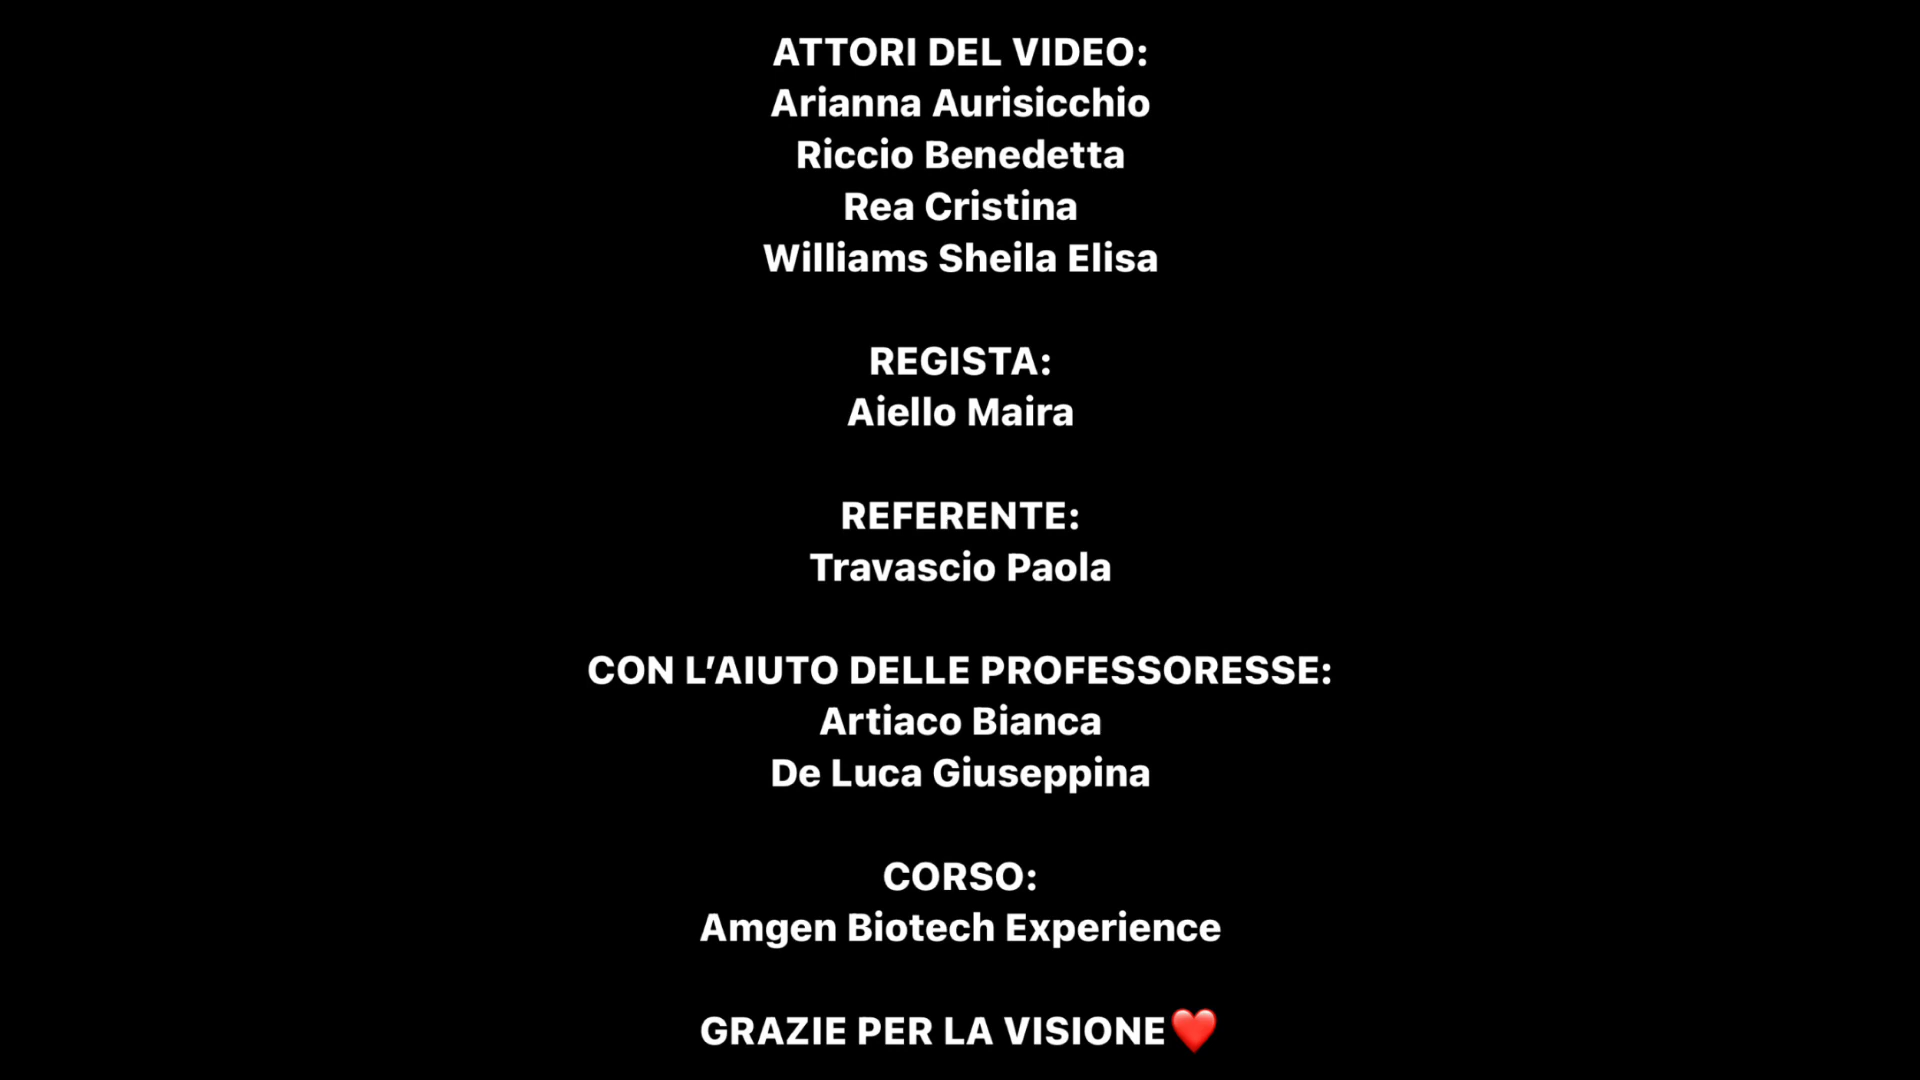 ATTORI DEL VIDEO:
Arianna Aurisicchio
Riccio Benedetta
Rea Cristina
Williams Sheila Elisa
REGISTA:
Aiello Maira
REFERENTE:
Travascio Paola
CON L’AIUTO DELLE PROFESSORESSE:
Artiaco Bianca
De Luca Giuseppina
CORSO:
Amgen Biotech Experience
GRAZIE PER LA VISIONE❤️